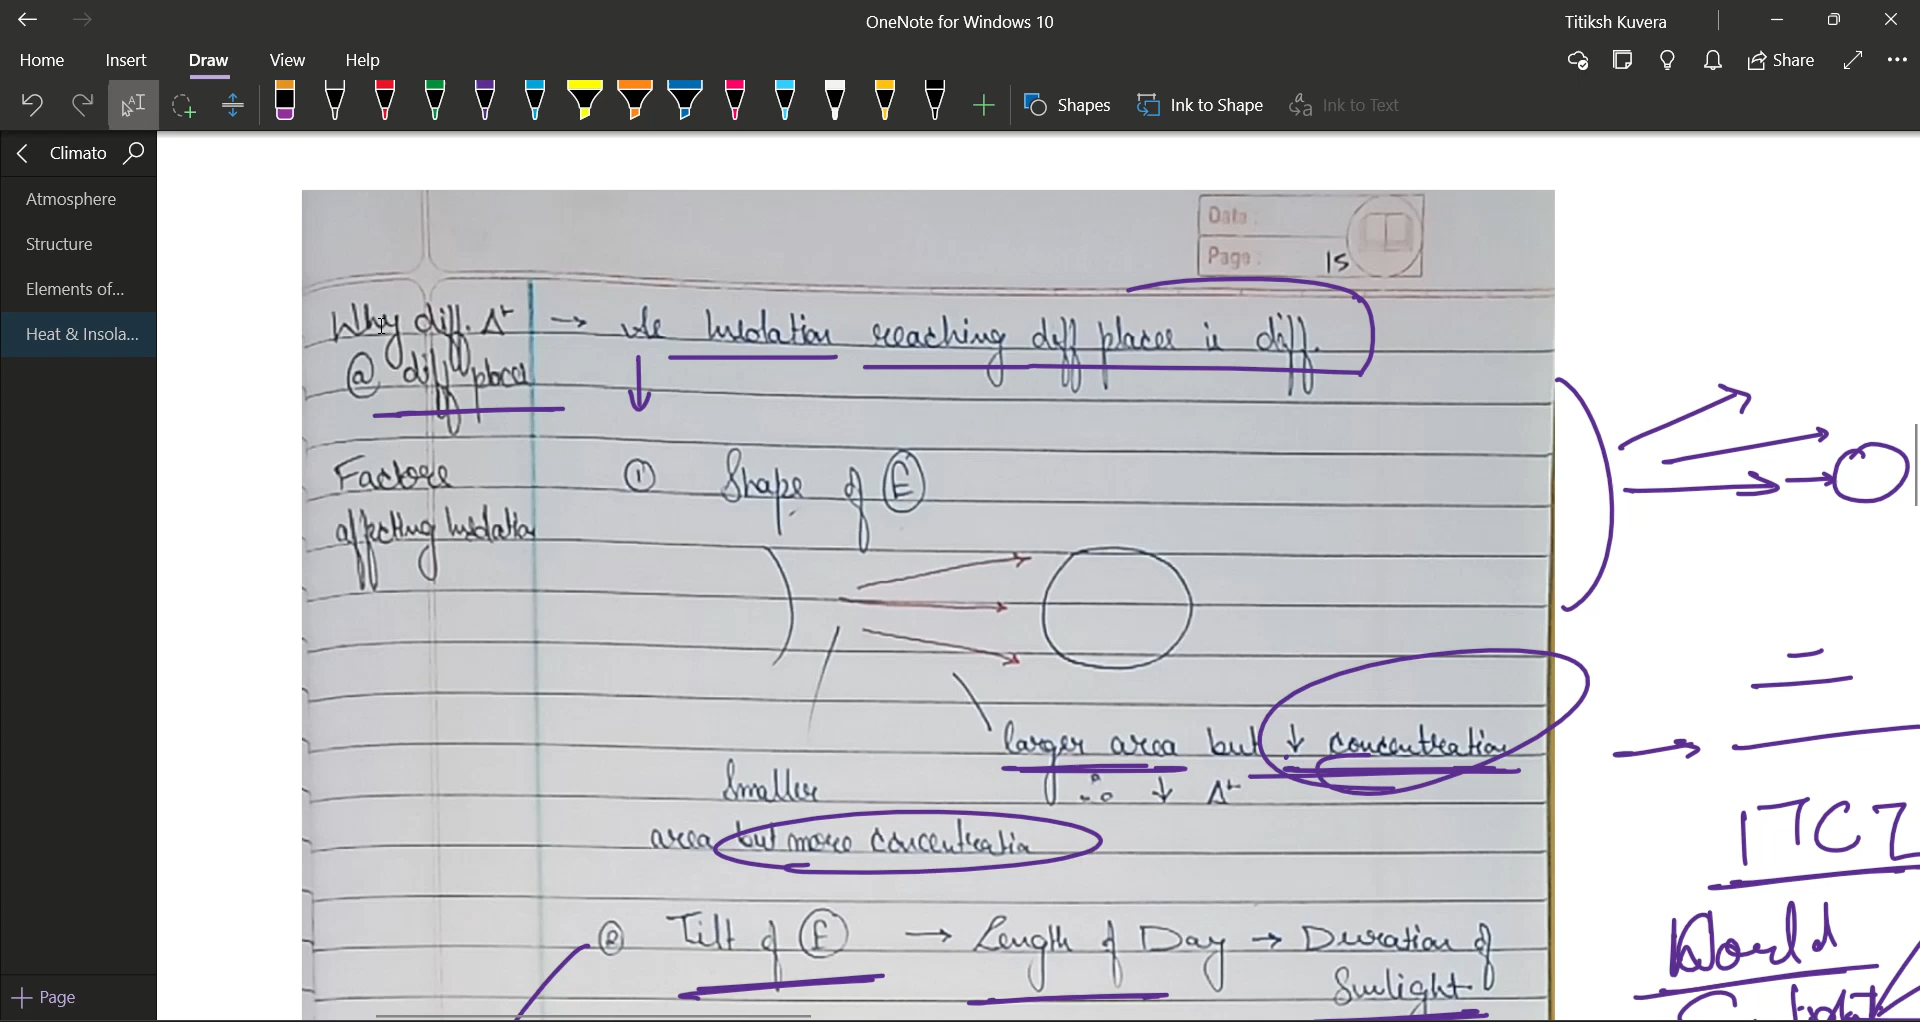 OneNote for Windows 10
Titiksh Kuvera
Home Insert Draw View Help
Share
Shapes Ink to Shape Ink to Text
Climato
Atmosphere
Structure
Elements of...
Heat & Insola...
Page
Date :
Page : 15
Why diff. Δt → Insolation reaching diff places is diff.
@ diff places
Factors ① Shape of E
affecting Insolation
larger area but ↓ concentration
Smaller ∴ ↓ Δt
area but more concentration
② Tilt of E → Length of Day → Duration of
Sunlight
ITCZ
World